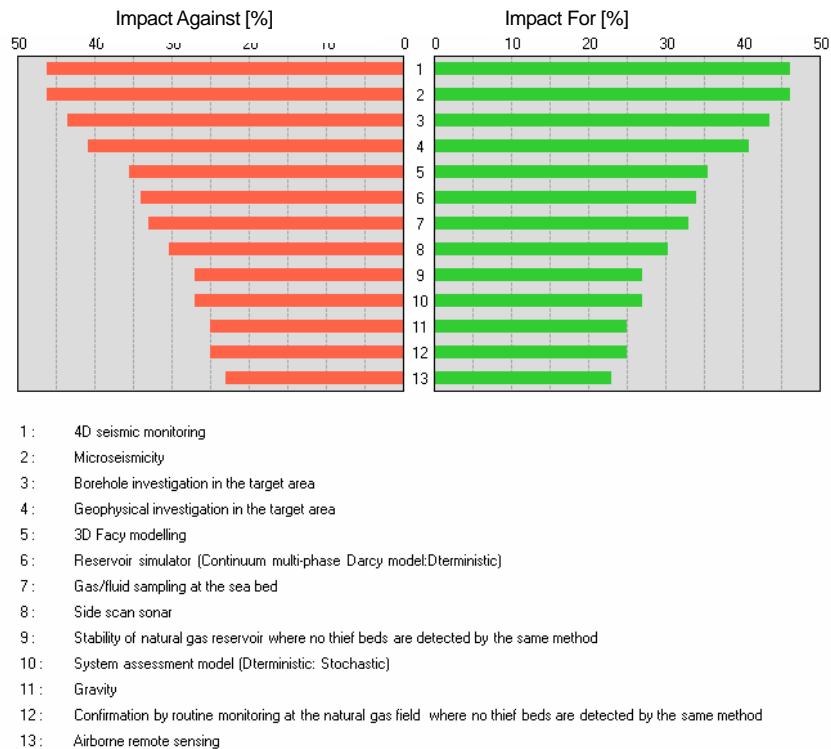 Impact Against [%] Impact For [%]
50 40 30 20 10 0 0 10 20 30 40 50
1
2
3
4
5
6
7
8
9
10
11
12
13
1 : 4D seismic monitoring
2 : Microseismicity
3 : Borehole investigation in the target area
4 : Geophysical investigation in the target area
5 : 3D Facy modelling
6 : Reservoir simulator (Continuum multi-phase Darcy model:Dterministic)
7 : Gas/fluid sampling at the sea bed
8 : Side scan sonar
9 : Stability of natural gas reservoir where no thief beds are detected by the same method
10 : System assessment model (Dterministic: Stochastic)
11 : Gravity
12 : Confirmation by routine monitoring at the natural gas field where no thief beds are detected by the same method
13 : Airborne remote sensing